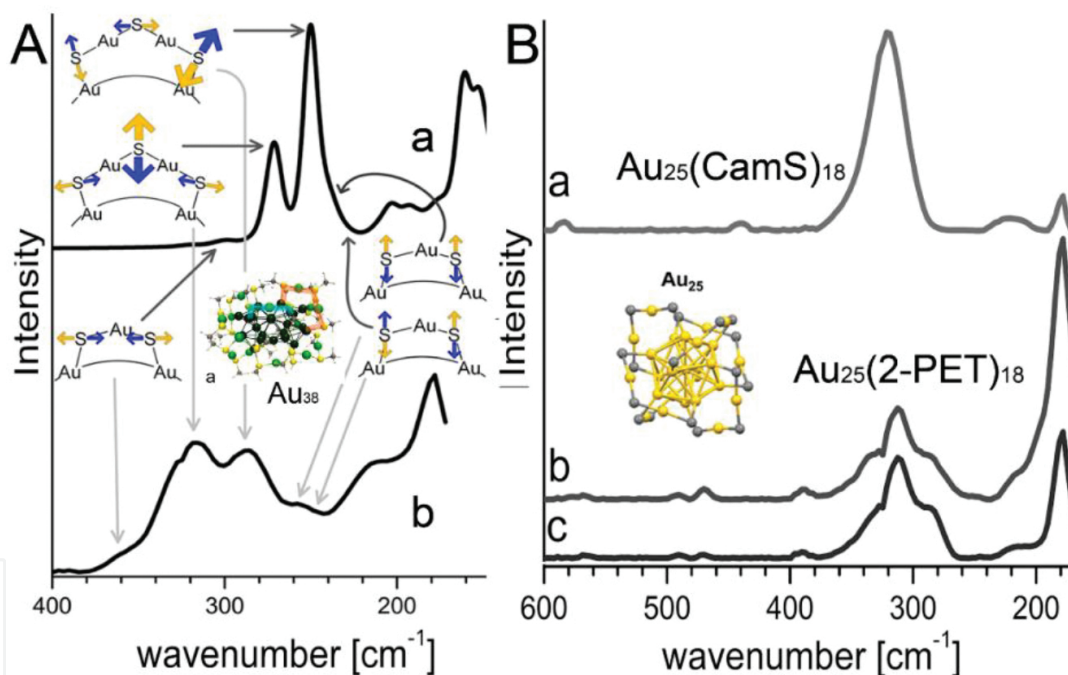 A
S
Au
Au
S
S
Au
Au
S
Au
Au
S
S
Au
Au
a
S
Au
S
Au
Au
S
Au
S
Au
Au
S
Au
S
Au
Au
a
Au₃₈
b
Intensity
Intensity
400
300
200
wavenumber [cm⁻¹]
B
a
Au₂₅(CamS)₁₈
Au₂₅
Au₂₅(2-PET)₁₈
b
c
Intensity
600
500
400
300
200
wavenumber [cm⁻¹]